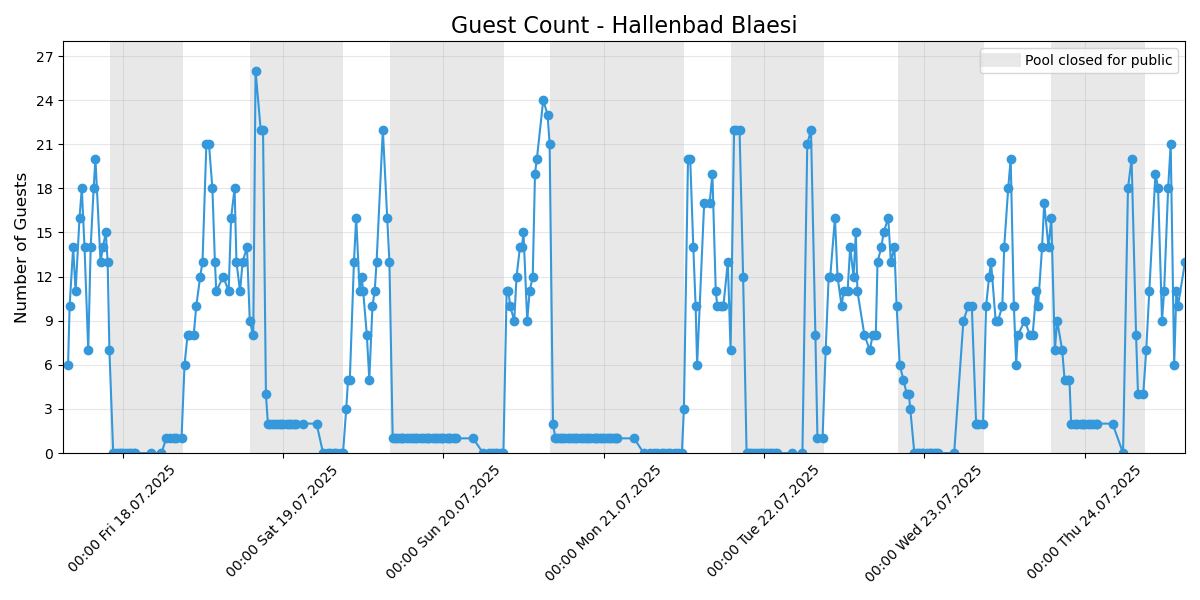 Guest Count - Hallenbad Blaesi
Pool closed for public
Number of Guests
27
24
21
18
15
12
9
6
3
0
00:00 Fri 18.07.2025
00:00 Sat 19.07.2025
00:00 Sun 20.07.2025
00:00 Mon 21.07.2025
00:00 Tue 22.07.2025
00:00 Wed 23.07.2025
00:00 Thu 24.07.2025